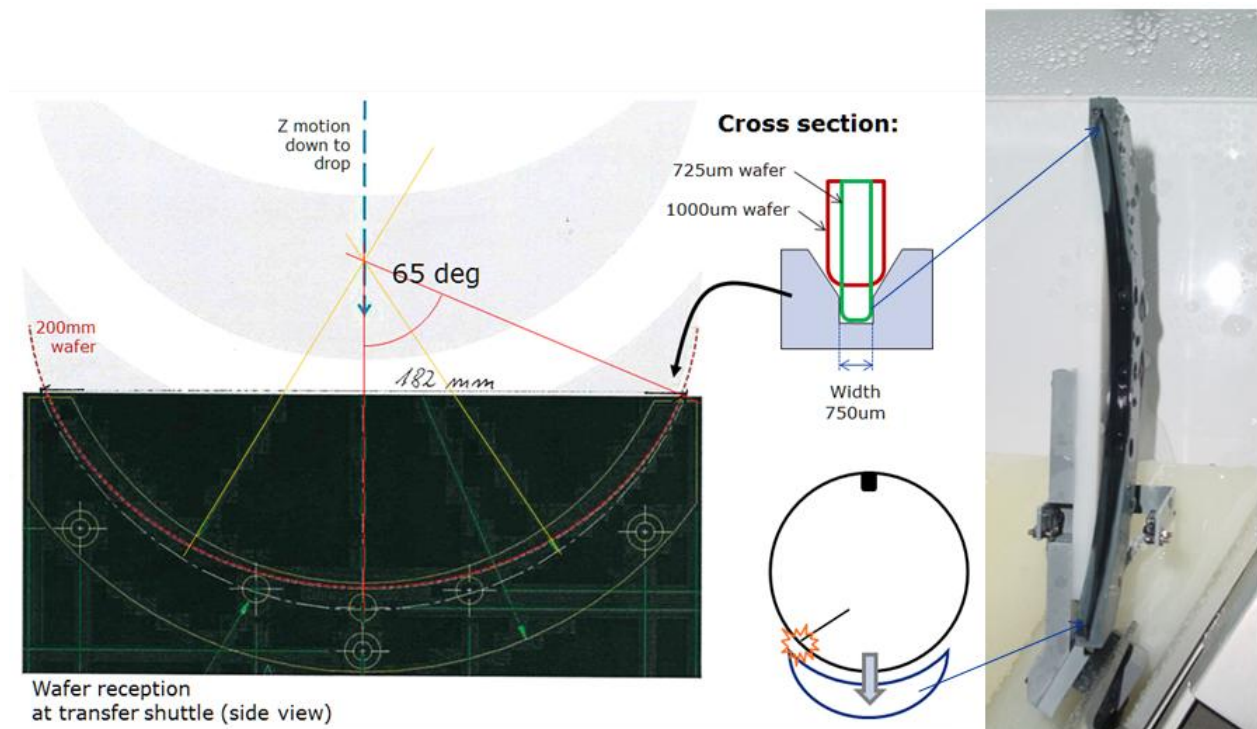 Z motion
down to
drop
65 deg
200mm
wafer
182 mm
Wafer reception
at transfer shuttle (side view)
Cross section:
725um wafer
1000um wafer
Width
750um